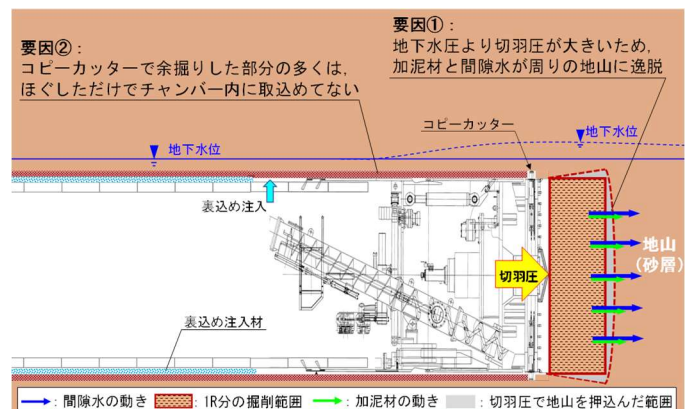 要因②：
コピーカッターで余掘りした部分の多くは，
ほぐしただけでチャンバー内に取込めてない
要因①：
地下水圧より切羽圧が大きいため，
加泥材と間隙水が周りの地山に逸脱
コピーカッター
地下水位
地下水位
裏込め注入
切羽圧
地山
（砂層）
裏込め注入材
：間隙水の動き
：1R分の掘削範囲
：加泥材の動き
：切羽圧で地山を押込んだ範囲